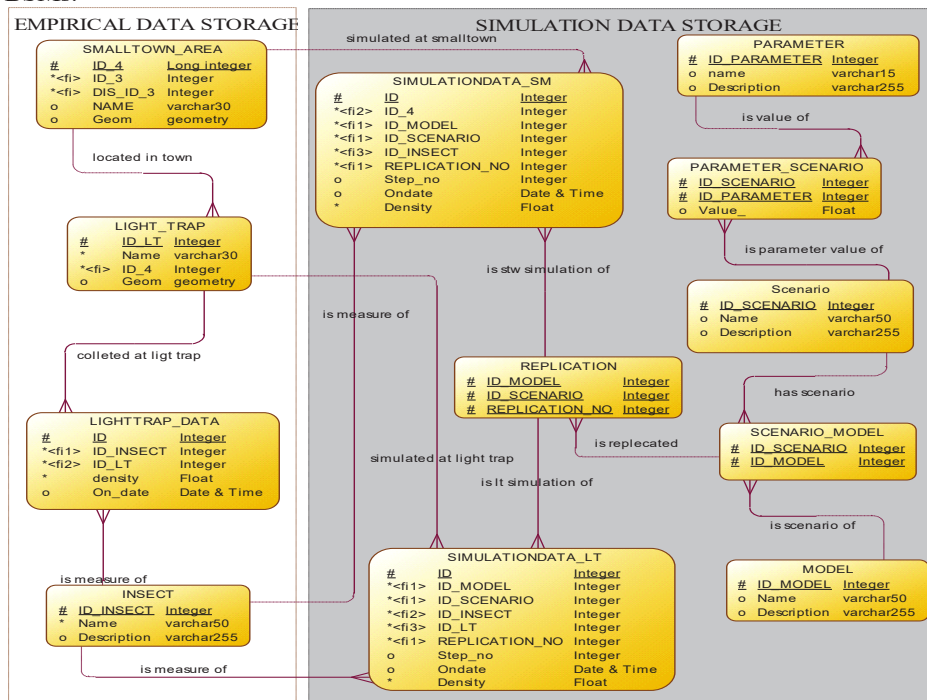 EMPIRICAL DATA STORAGE
SMALLTOWN_AREA
# ID_4 Long integer
*<fi> ID_3 Integer
*<fi> DIS_ID_3 Integer
o NAME varchar30
o Geom geometry
located in town
LIGHT_TRAP
# ID_LT Integer
* Name varchar30
*<fi> ID_4 Integer
o Geom geometry
colleted at ligt trap
LIGHTTRAP_DATA
# ID Integer
*<fi1> ID_INSECT Integer
*<fi2> ID_LT Integer
* density Float
o On_date Date & Time
is measure of
INSECT
# ID_INSECT Integer
* Name varchar50
o Description varchar255
is measure of
SIMULATION DATA STORAGE
simulated at smalltown
SIMULATIONDATA_SM
# ID Integer
*<fi2> ID_4 Integer
*<fi1> ID_MODEL Integer
*<fi1> ID_SCENARIO Integer
*<fi3> ID_INSECT Integer
*<fi1> REPLICATION_NO Integer
o Step_no Integer
o Ondate Date & Time
* Density Float
is stw simulation of
is measure of
REPLICATION
# ID_MODEL Integer
# ID_SCENARIO Integer
# REPLICATION_NO Integer
is replecated
simulated at light trap
is lt simulation of
SIMULATIONDATA_LT
# ID Integer
*<fi1> ID_MODEL Integer
*<fi1> ID_SCENARIO Integer
*<fi2> ID_INSECT Integer
*<fi3> ID_LT Integer
*<fi1> REPLICATION_NO Integer
o Step_no Integer
o Ondate Date & Time
* Density Float
PARAMETER
# ID_PARAMETER Integer
o name varchar15
o Description varchar255
is value of
PARAMETER_SCENARIO
# ID_SCENARIO Integer
# ID_PARAMETER Integer
o Value_ Float
is parameter value of
Scenario
# ID_SCENARIO Integer
o Name varchar50
o Description varchar255
has scenario
SCENARIO_MODEL
# ID_SCENARIO Integer
# ID_MODEL Integer
is scenario of
MODEL
# ID_MODEL Integer
o Name varchar50
o Description varchar255